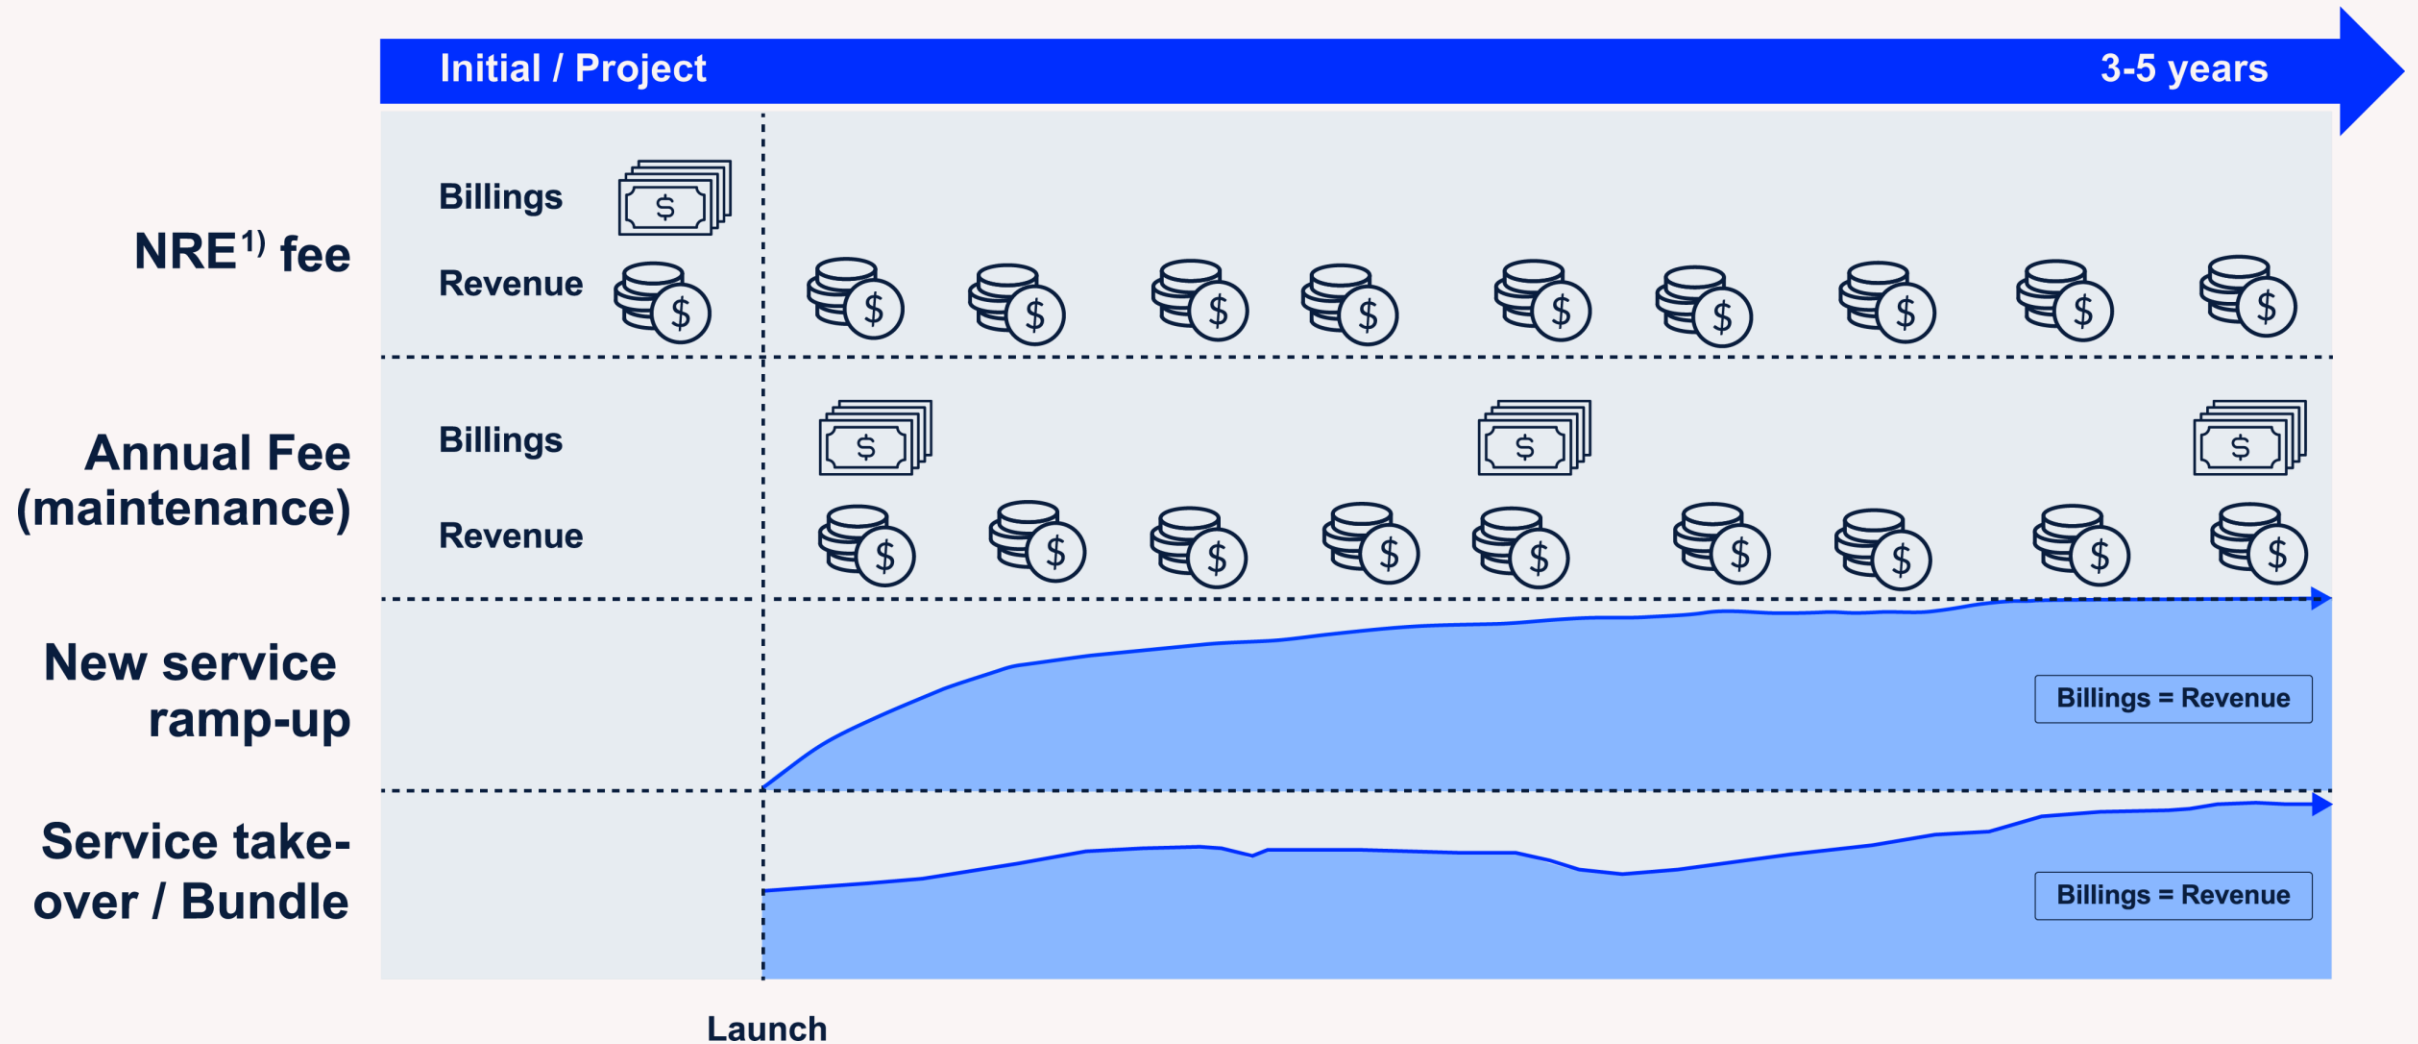 Initial / Project
3-5 years
NRE1) fee
Billings
$
Revenue
$ $ $ $ $ $ $ $ $ $
Annual Fee
(maintenance)
Billings
$ $ $
Revenue
$ $ $ $ $ $ $ $ $
New service
ramp-up
Billings = Revenue
Service take-
over / Bundle
Billings = Revenue
Launch